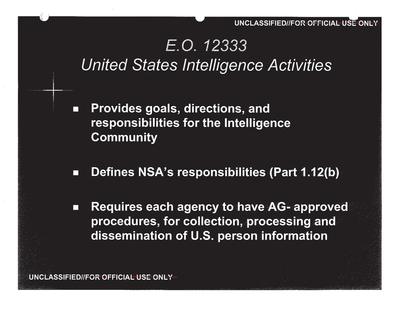 UNCLASSIFIED//FOR OFFICIAL USE ONLY
E.O. 12333
United States Intelligence Activities
■ Provides goals, directions, and
responsibilities for the Intelligence
Community
■ Defines NSA's responsibilities (Part 1.12(b)
■ Requires each agency to have AG- approved
procedures, for collection, processing and
dissemination of U.S. person information
UNCLASSIFIED//FOR OFFICIAL USE ONLY